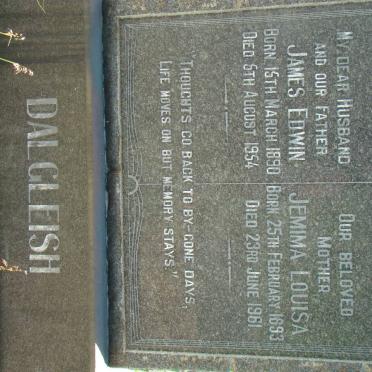 MY DEAR HUSBAND
AND OUR FATHER
JAMES EDWIN
BORN 15TH MARCH 1890
DIED 5TH AUGUST 1954
OUR BELOVED
MOTHER
JEMMA LOUISA
BORN 25TH FEBRUARY 1893
DIED 23RD JUNE 1981.
"THOUGHTS GO BACK TO BY-GONE DAYS,
LIFE MOVES ON BUT MEMORY STAYS."
DALGLEISH